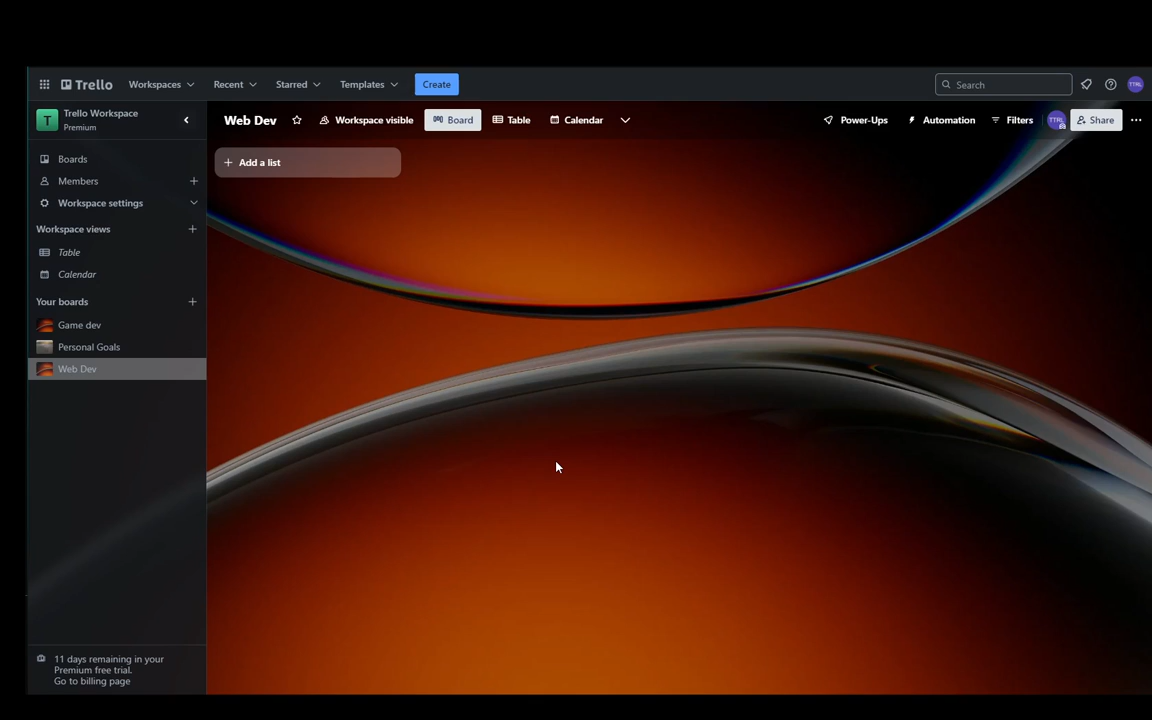 Trello Workspaces Recent Starred Templates Create Search TTRL
T Trello Workspace
Premium
Web Dev Workspace visible Board Table Calendar Power-Ups Automation Filters TTRL Share
Boards
Members
Workspace settings
Workspace views
Table
Calendar
Your boards
Game dev
Personal Goals
Web Dev
+ Add a list
11 days remaining in your
Premium free trial.
Go to billing page